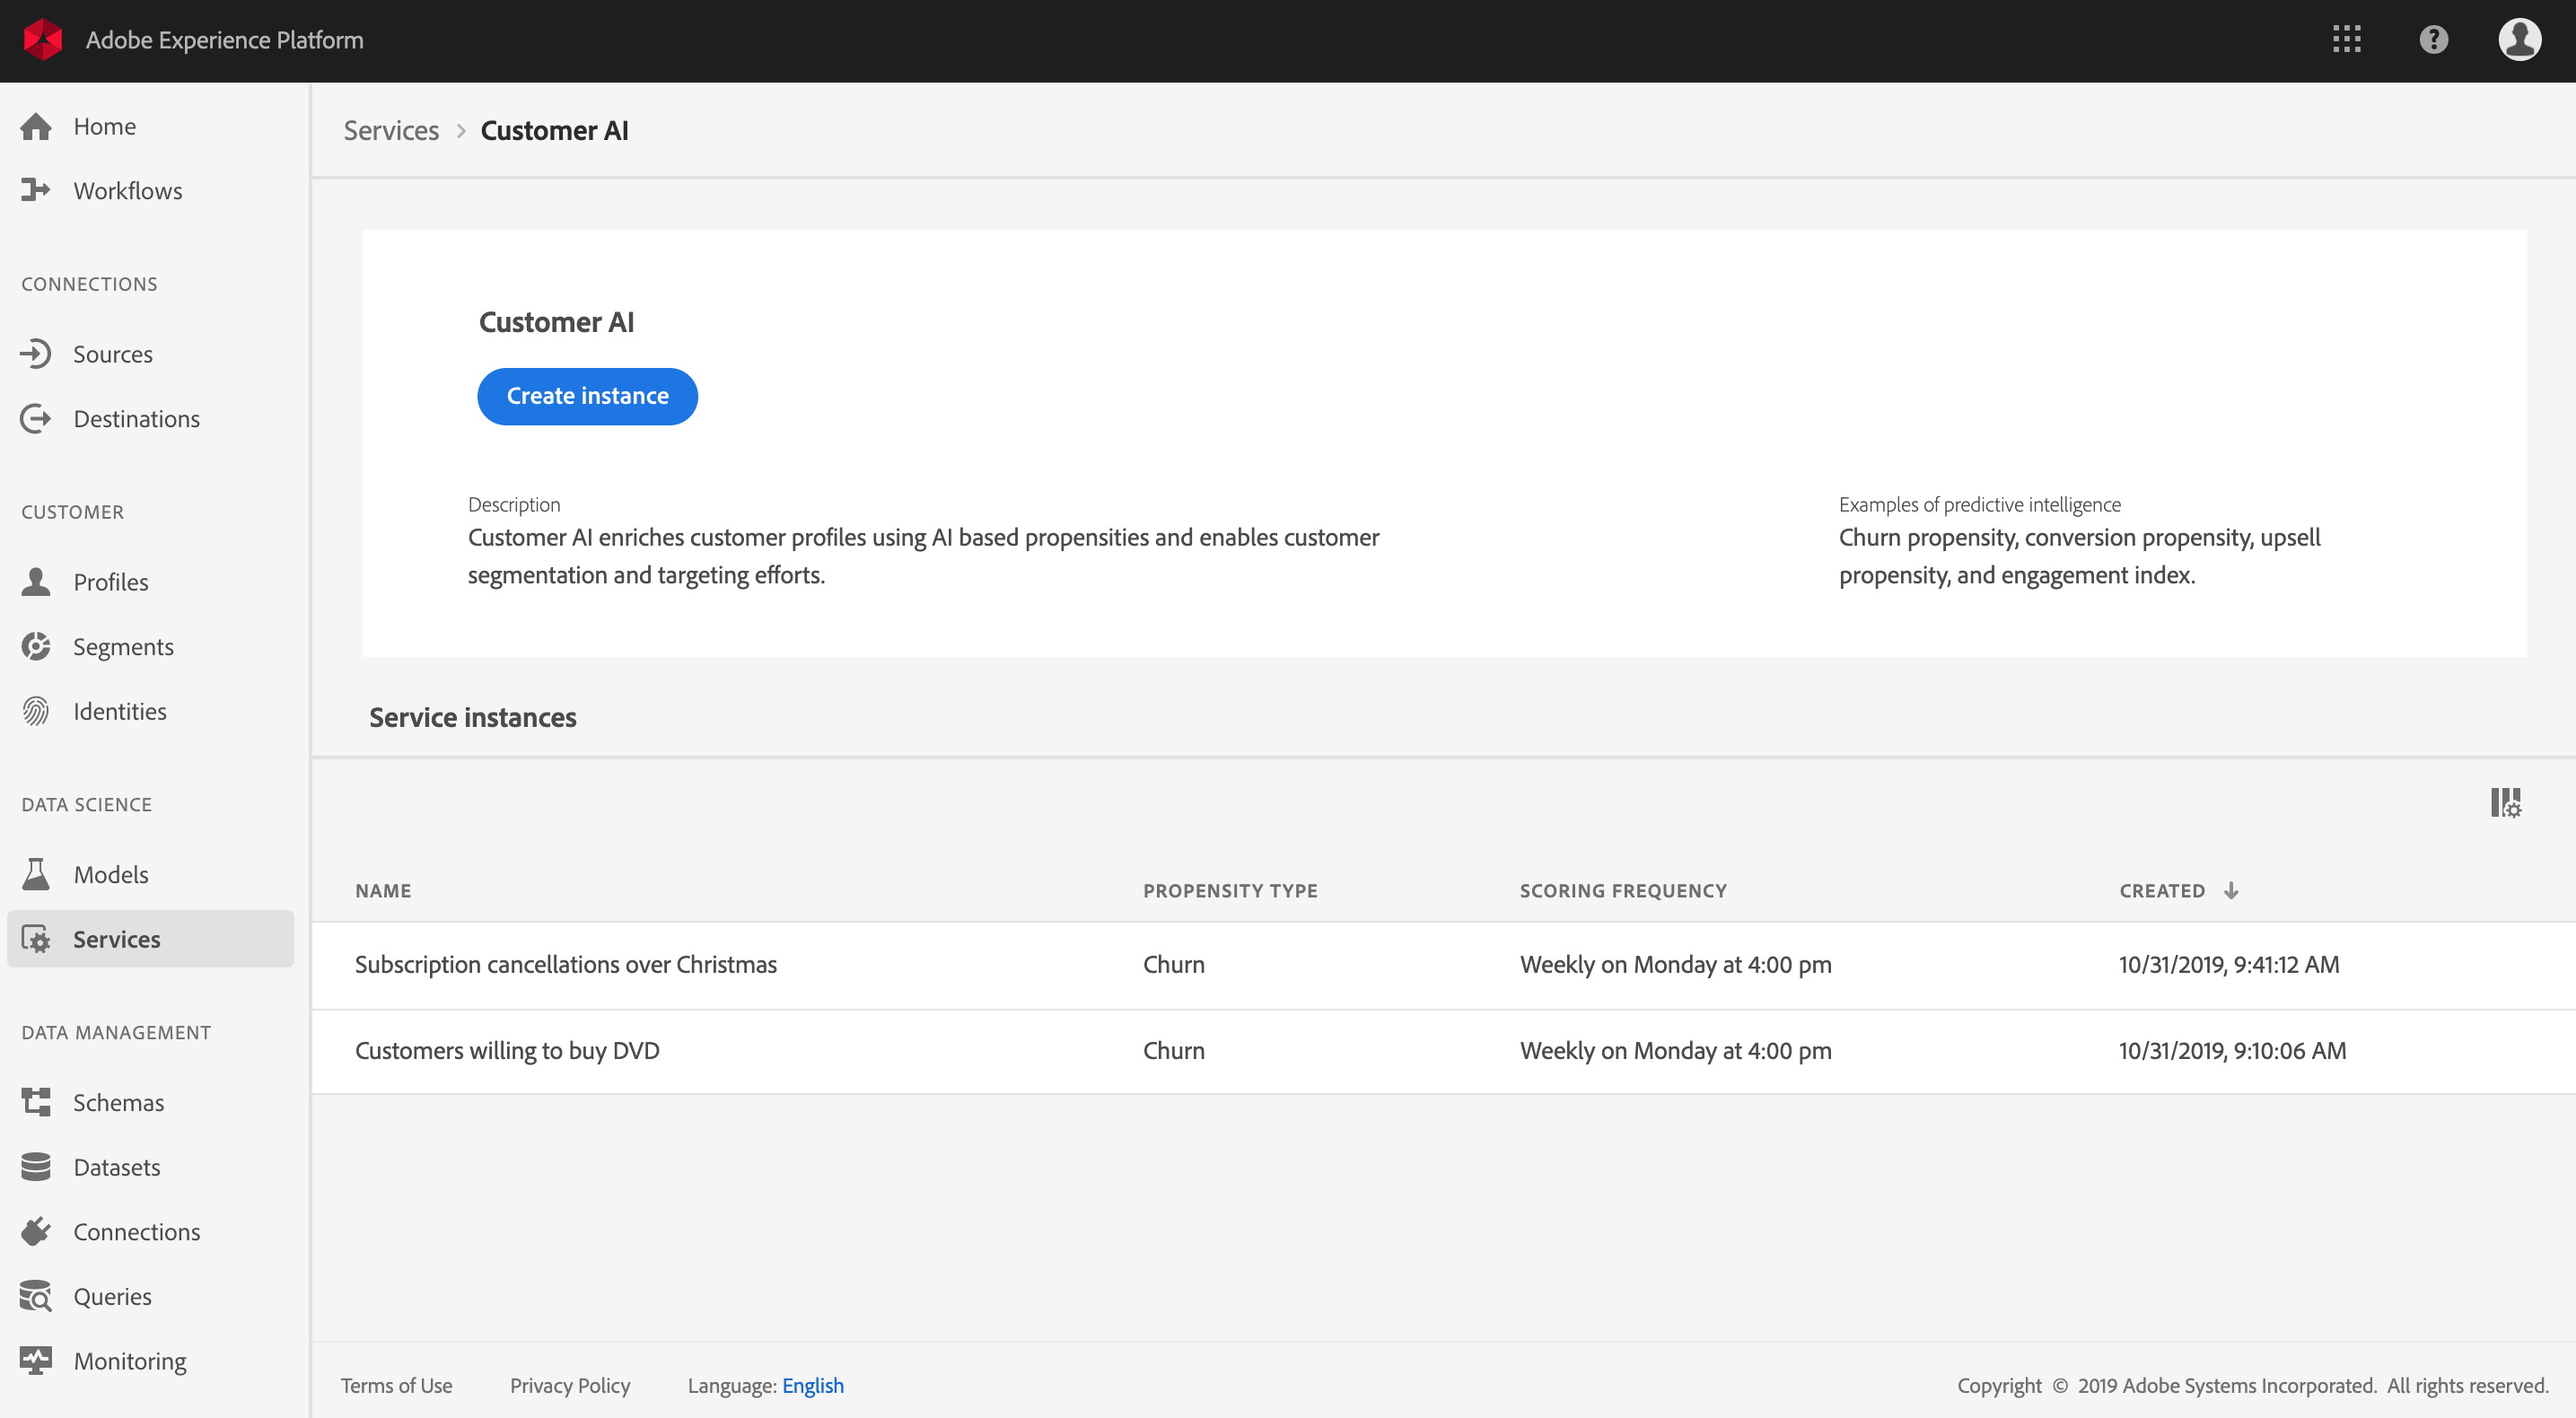 Adobe Experience Platform
?
Home
Workflows
CONNECTIONS
Sources
Destinations
CUSTOMER
Profiles
Segments
Identities
DATA SCIENCE
Models
Services
DATA MANAGEMENT
Schemas
Datasets
Connections
Queries
Monitoring
Services > Customer AI
Customer AI
Create instance
Description
Customer AI enriches customer profiles using AI based propensities and enables customer
segmentation and targeting efforts.
Examples of predictive intelligence
Churn propensity, conversion propensity, upsell
propensity, and engagement index.
Service instances
NAME PROPENSITY TYPE SCORING FREQUENCY CREATED ↓
Subscription cancellations over Christmas Churn Weekly on Monday at 4:00 pm 10/31/2019, 9:41:12 AM
Customers willing to buy DVD Churn Weekly on Monday at 4:00 pm 10/31/2019, 9:10:06 AM
Terms of Use Privacy Policy Language: English Copyright © 2019 Adobe Systems Incorporated. All rights reserved.